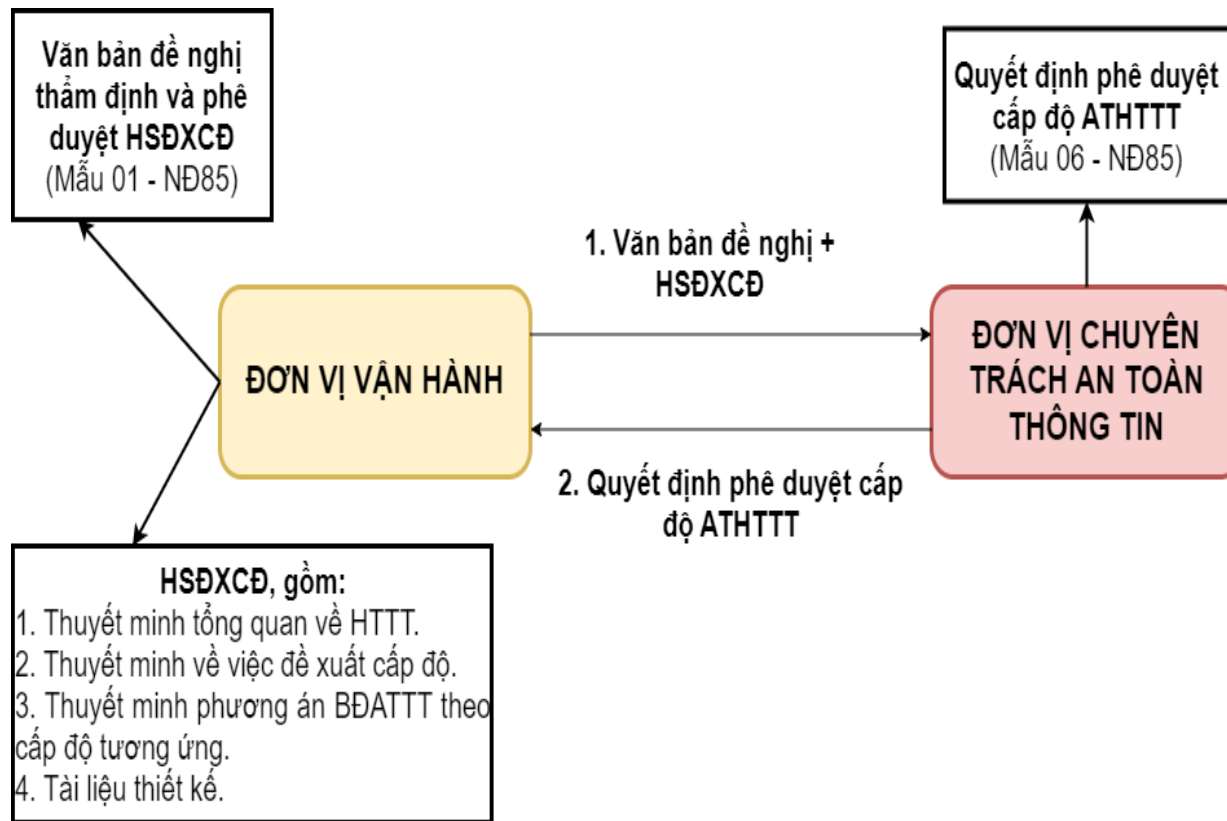 Văn bản đề nghị
thẩm định và phê
duyệt HSĐXCĐ
(Mẫu 01 - NĐ85)
Quyết định phê duyệt
cấp độ ATHTTT
(Mẫu 06 - NĐ85)
1. Văn bản đề nghị +
HSĐXCĐ
ĐƠN VỊ VẬN HÀNH
ĐƠN VỊ CHUYÊN
TRÁCH AN TOÀN
THÔNG TIN
2. Quyết định phê duyệt cấp
độ ATHTTT
HSĐXCĐ, gồm:
1. Thuyết minh tổng quan về HTTT.
2. Thuyết minh về việc đề xuất cấp độ.
3. Thuyết minh phương án BĐATTT theo
cấp độ tương ứng.
4. Tài liệu thiết kế.